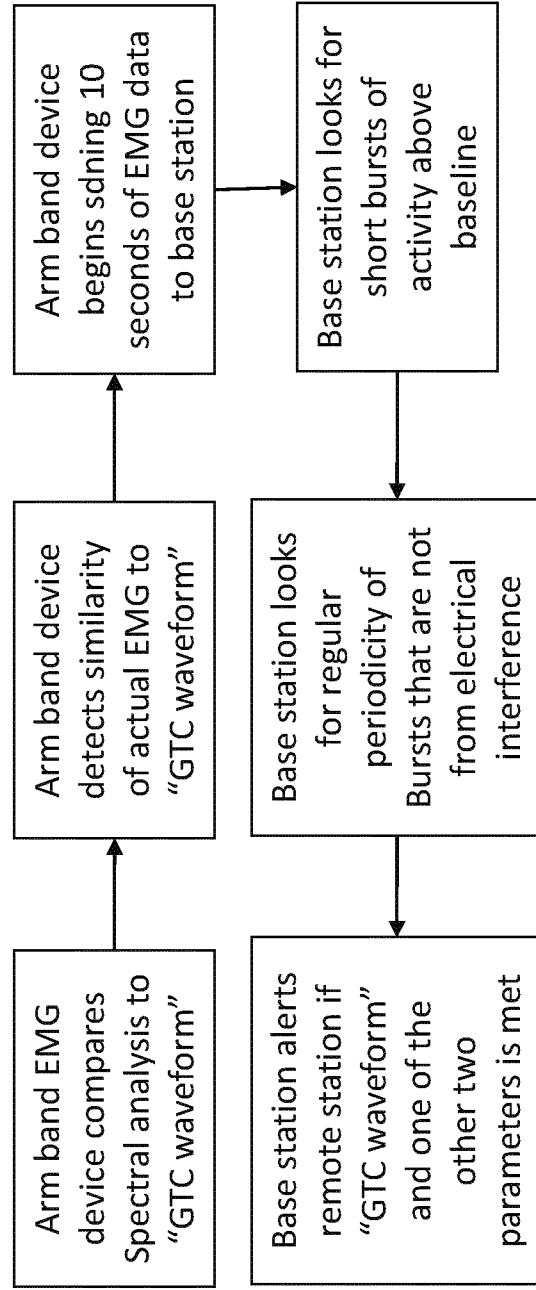 Arm band EMG
device compares
Spectral analysis to
“GTC waveform”
Arm band device
detects similarity
of actual EMG to
“GTC waveform”
Arm band device
begins sdning 10
seconds of EMG data
to base station
Base station looks for
short bursts of
activity above
baseline
Base station looks
for regular
periodicity of
Bursts that are not
from electrical
interference
Base station alerts
remote station if
“GTC waveform”
and one of the
other two
parameters is met